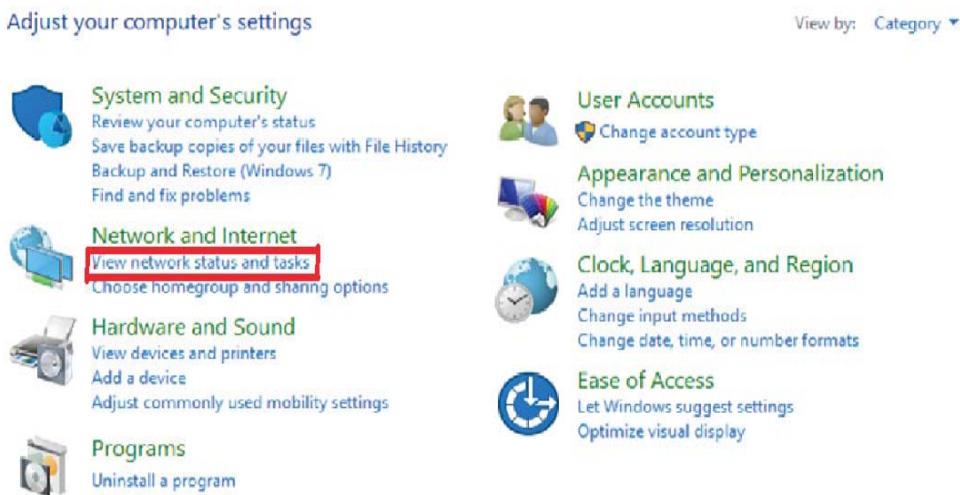 Adjust your computer's settings
View by: Category
System and Security
Review your computer's status
Save backup copies of your files with File History
Backup and Restore (Windows 7)
Find and fix problems
Network and Internet
View network status and tasks
Choose homegroup and sharing options
Hardware and Sound
View devices and printers
Add a device
Adjust commonly used mobility settings
Programs
Uninstall a program
User Accounts
Change account type
Appearance and Personalization
Change the theme
Adjust screen resolution
Clock, Language, and Region
Add a language
Change input methods
Change date, time, or number formats
Ease of Access
Let Windows suggest settings
Optimize visual display